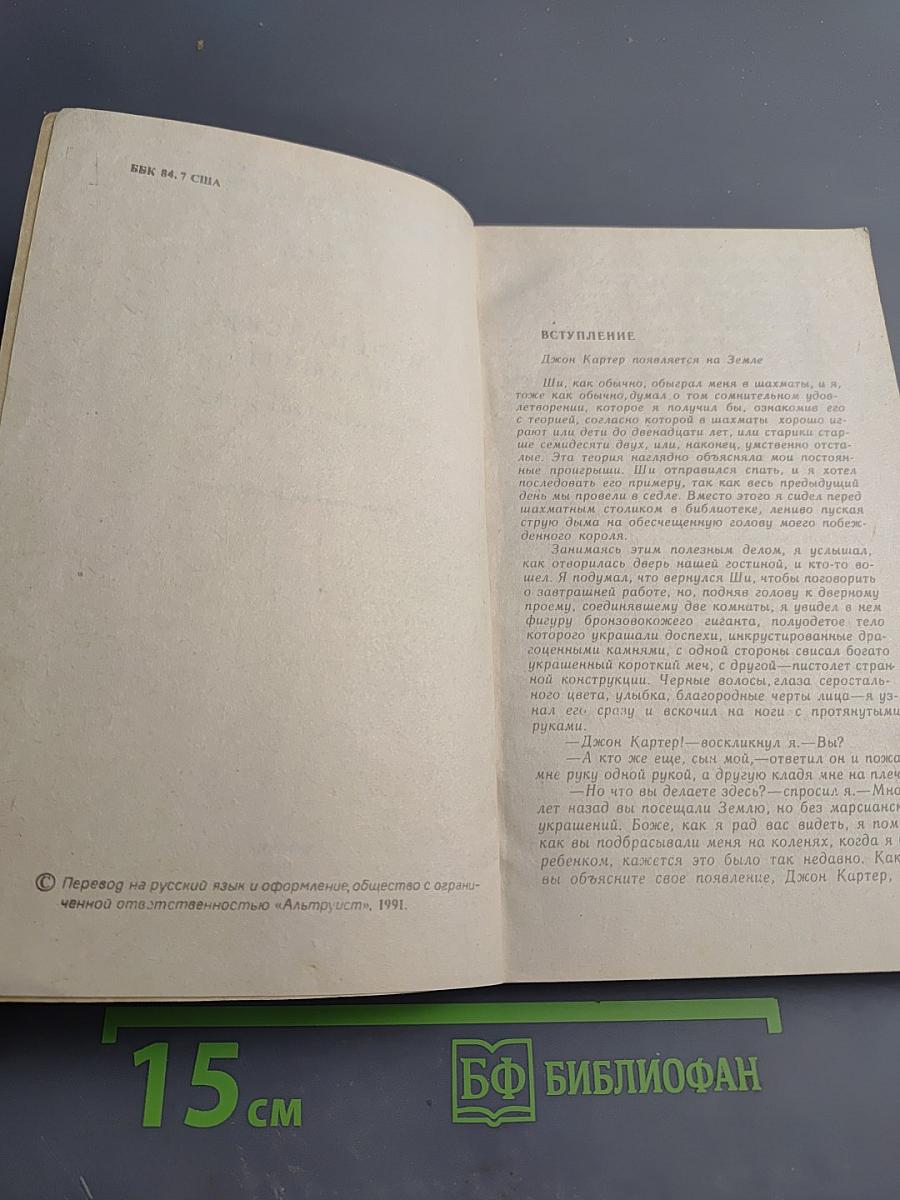 ББК 84.7 США
© Перевод на русский язык и оформление, общество с ограни-
ченной ответственностью «Альтруист», 1991.
ВСТУПЛЕНИЕ
Джон Картер появляется на Земле
Ши, как обычно, обыграл меня в шахматы, и я,
тоже как обычно, думал о том сомнительном удов-
летворении, которое я получил бы, ознакомив его
с теорией, согласно которой в шахматы хорошо иг-
рают или дети до двенадцати лет, или старики стар-
ше семидесяти двух, или, наконец, умственно отста-
лые. Эта теория наглядно объясняла мои постоян-
ные проигрыши. Ши отправился спать, и я хотел
последовать его примеру, так как весь предыдущий
день мы провели в седле. Вместо этого я сидел перед
шахматным столиком в библиотеке, лениво пуская
струю дыма на обесчещенную голову моего побеж-
денного короля.
Занимаясь этим полезным делом, я услышал,
как отворилась дверь нашей гостиной, и кто-то во-
шел. Я подумал, что вернулся Ши, чтобы поговорить
о завтрашней работе, но, подняв голову к дверному
проему, соединявшему две комнаты, я увидел в нем
фигуру бронзовокожего гиганта, полуодетое тело
которого украшали доспехи, инкрустированные дра-
гоценными камнями, с одной стороны свисал богато
украшенный короткий меч, с другой—пистолет стран-
ной конструкции. Черные волосы, глаза серосталь-
ного цвета, улыбка, благородные черты лица—я уз-
нал его сразу и вскочил на ноги с протянутыми
руками.
—Джон Картер!—воскликнул я.—Вы?
—А кто же еще, сын мой,—ответил он и пожа
мне руку одной рукой, а другую кладя мне на плеч
—Но что вы делаете здесь?—спросил я.—Мно
лет назад вы посещали Землю, но без марсианск
украшений. Боже, как я рад вас видеть, я пом
как вы подбрасывали меня на коленях, когда я
ребенком, кажется это было так недавно. Как
вы объясните свое появление, Джон Картер,
15 см
БФ БИБЛИОФАН